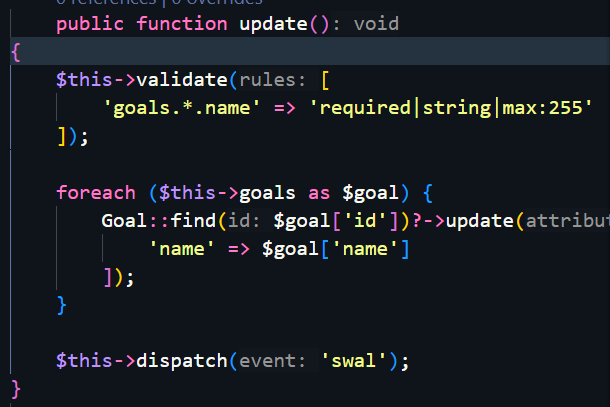 0 references | 0 overrides
public function update(): void
{
$this->validate(rules: [
'goals.*.name' => 'required|string|max:255'
]);
foreach ($this->goals as $goal) {
Goal::find(id: $goal['id'])?->update(attribut
'name' => $goal['name']
]);
}
$this->dispatch(event: 'swal');
}